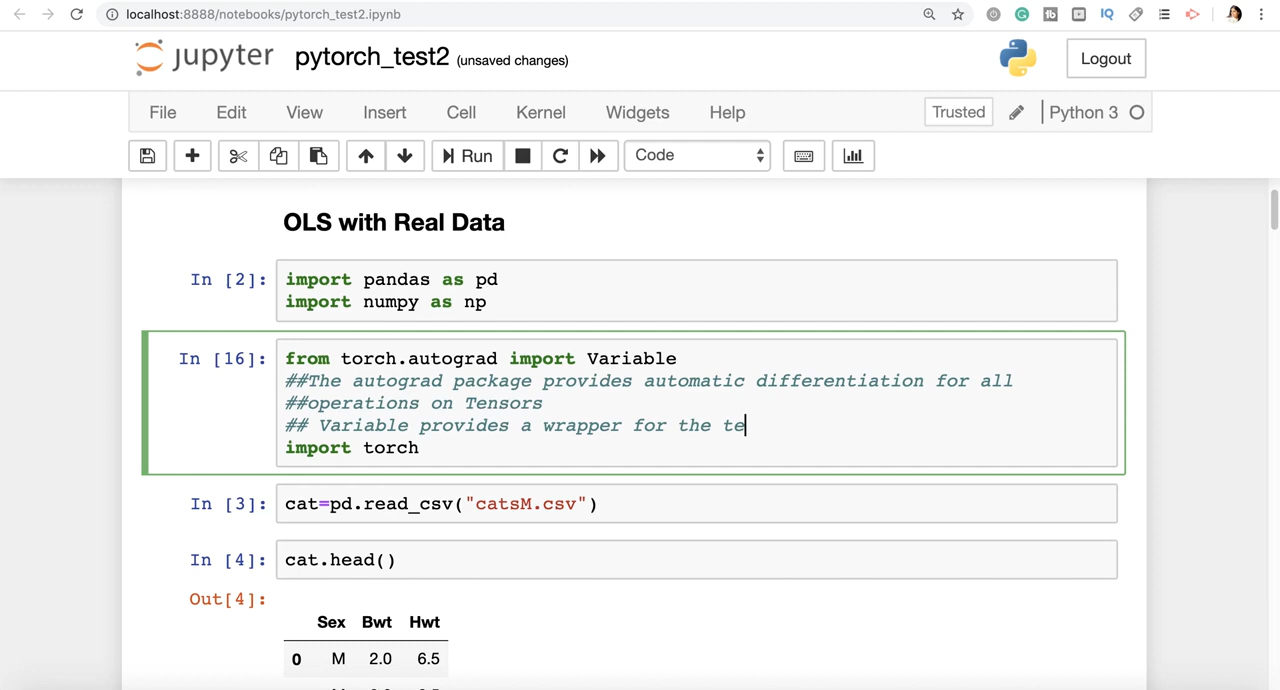 localhost:8888/notebooks/pytorch_test2.ipynb
jupyter pytorch_test2 (unsaved changes)
Logout
File Edit View Insert Cell Kernel Widgets Help Trusted Python 3
Run Code
OLS with Real Data
In [2]: import pandas as pd
import numpy as np
In [16]: from torch.autograd import Variable
##The autograd package provides automatic differentiation for all
##operations on Tensors
## Variable provides a wrapper for the te
import torch
In [3]: cat=pd.read_csv("catsM.csv")
In [4]: cat.head()
Out[4]:
Sex Bwt Hwt
0 M 2.0 6.5